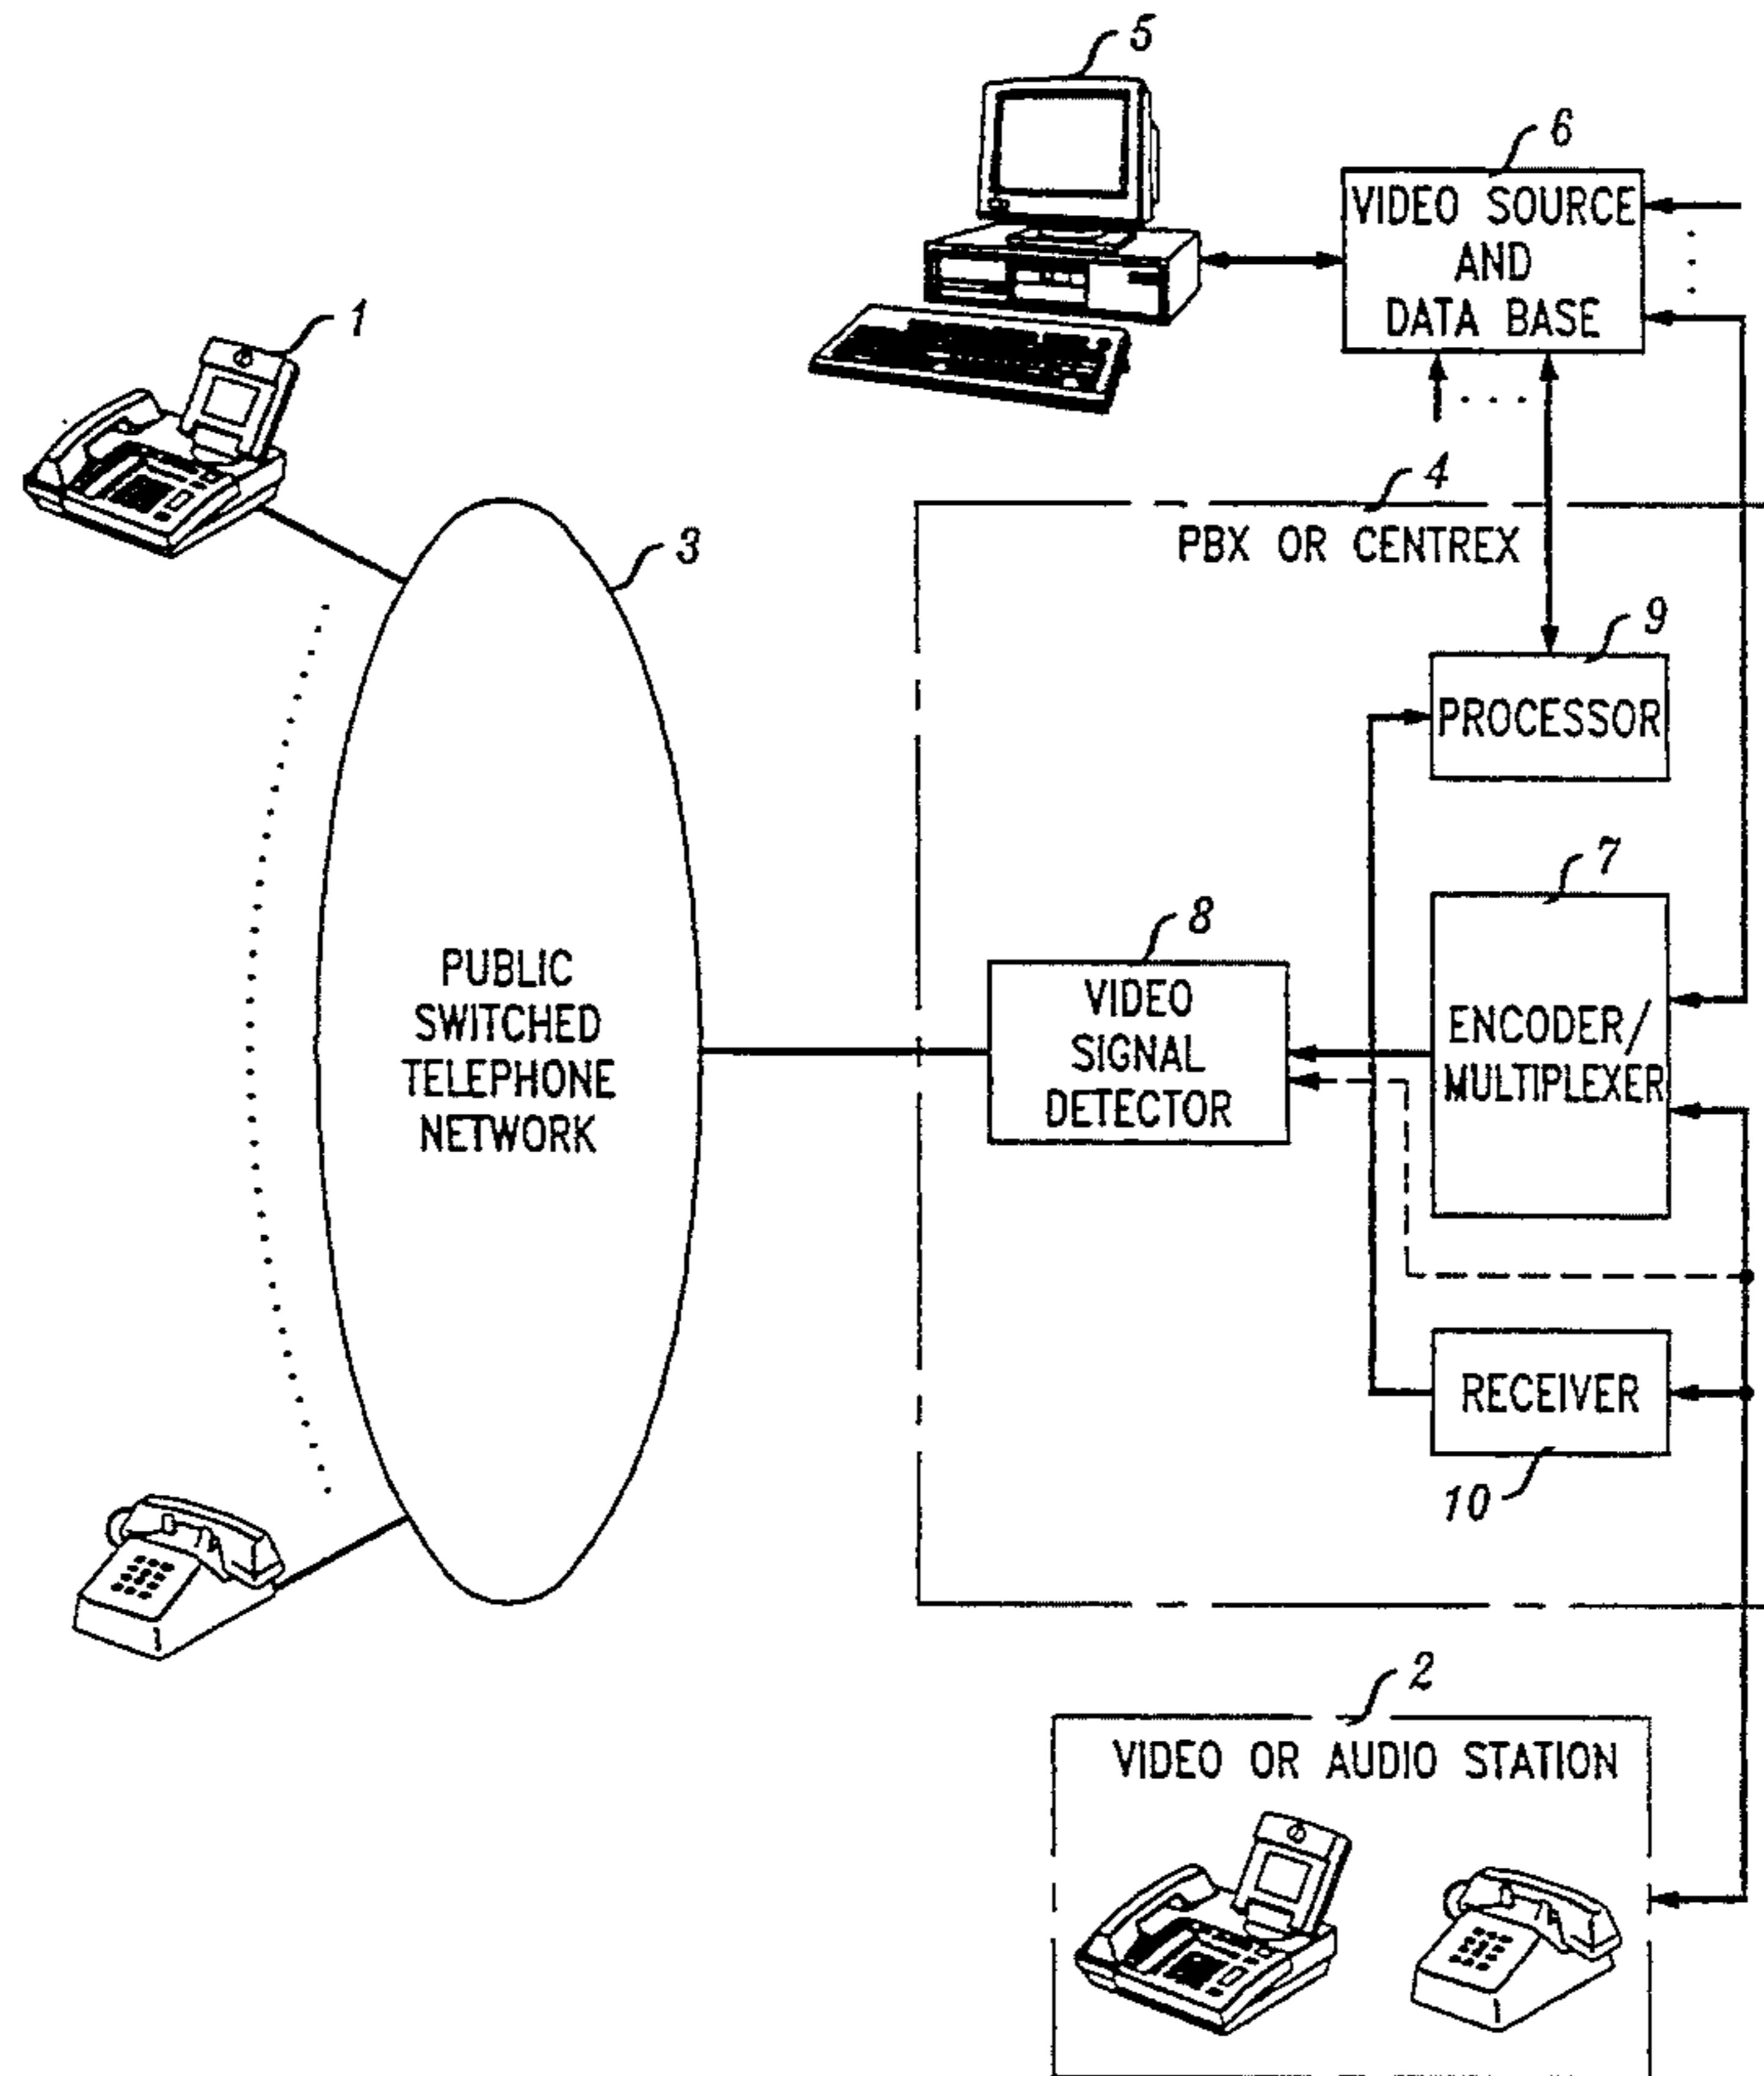 5
6
VIDEO SOURCE
AND
DATA BASE
1
4
PBX OR CENTREX
3
9
PROCESSOR
7
8
PUBLIC
SWITCHED
TELEPHONE
NETWORK
VIDEO
SIGNAL
DETECTOR
ENCODER/
MULTIPLEXER
RECEIVER
10
2
VIDEO OR AUDIO STATION